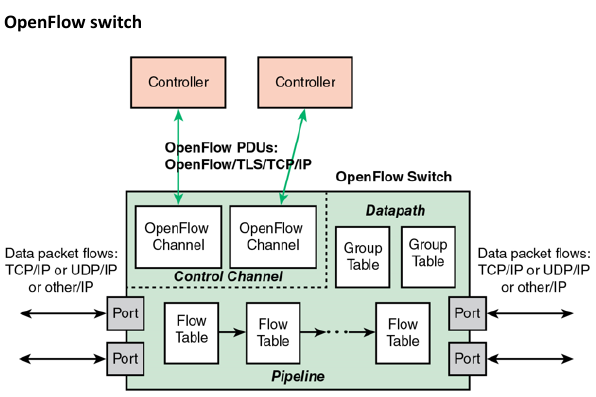 OpenFlow switch
Controller
Controller
OpenFlow PDUs:
OpenFlow/TLS/TCP/IP
OpenFlow Switch
OpenFlow
Channel
OpenFlow
Channel
Control Channel
Datapath
Group
Table
Group
Table
Data packet flows:
TCP/IP or UDP/IP
or other/IP
Data packet flows:
TCP/IP or UDP/IP
or other/IP
Port
Port
Flow
Table
Flow
Table
Flow
Table
Port
Port
Pipeline